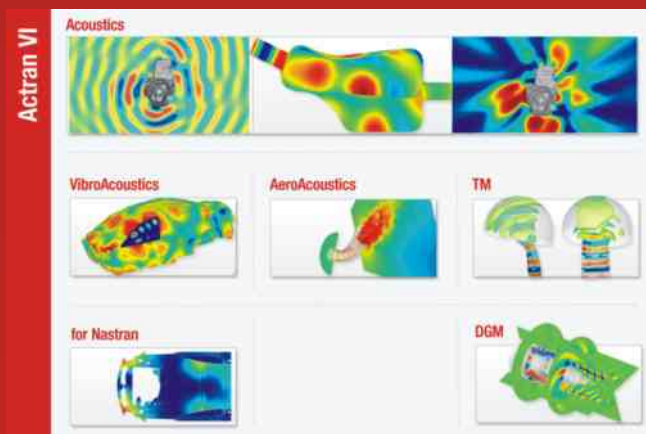 Actran VI
Acoustics
VibroAcoustics
AeroAcoustics
TM
for Nastran
DGM